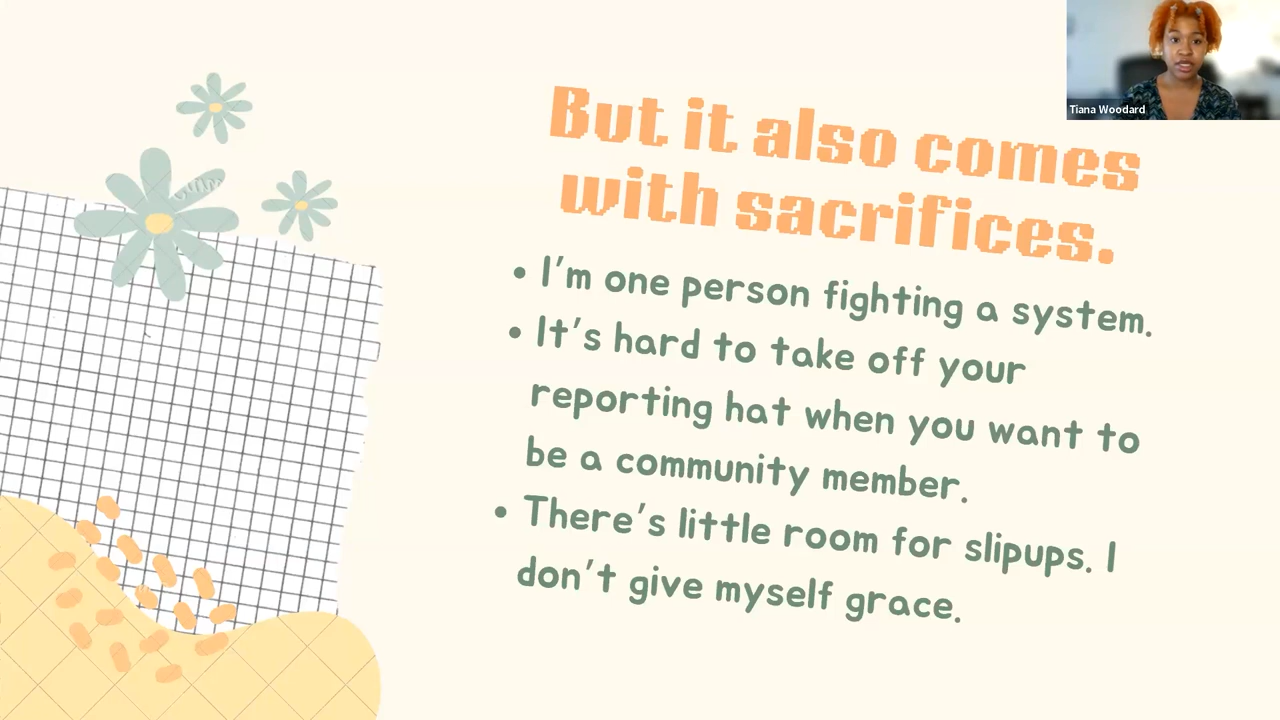 Tiana Woodard
But it also comes
with sacrifices.
• I'm one person fighting a system.
• It's hard to take off your
reporting hat when you want to
be a community member.
• There's little room for slipups. I
don't give myself grace.